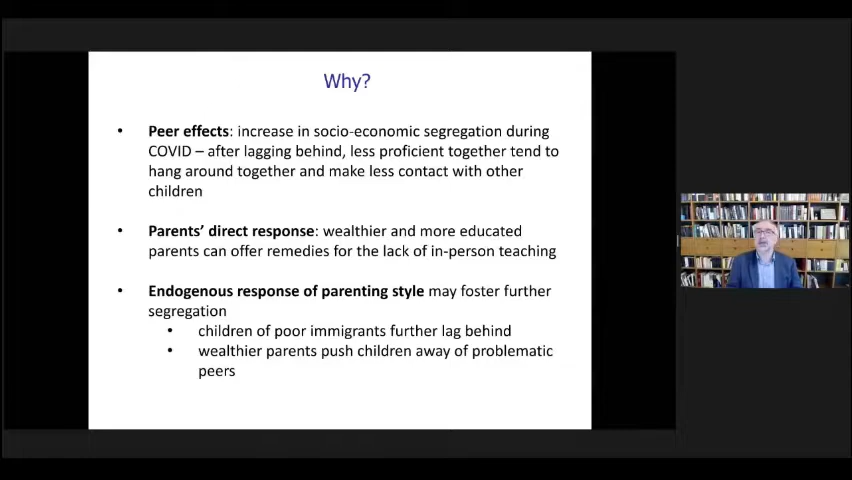 Why?
• Peer effects: increase in socio-economic segregation during
COVID – after lagging behind, less proficient together tend to
hang around together and make less contact with other
children
• Parents’ direct response: wealthier and more educated
parents can offer remedies for the lack of in-person teaching
• Endogenous response of parenting style may foster further
segregation
• children of poor immigrants further lag behind
• wealthier parents push children away of problematic
peers